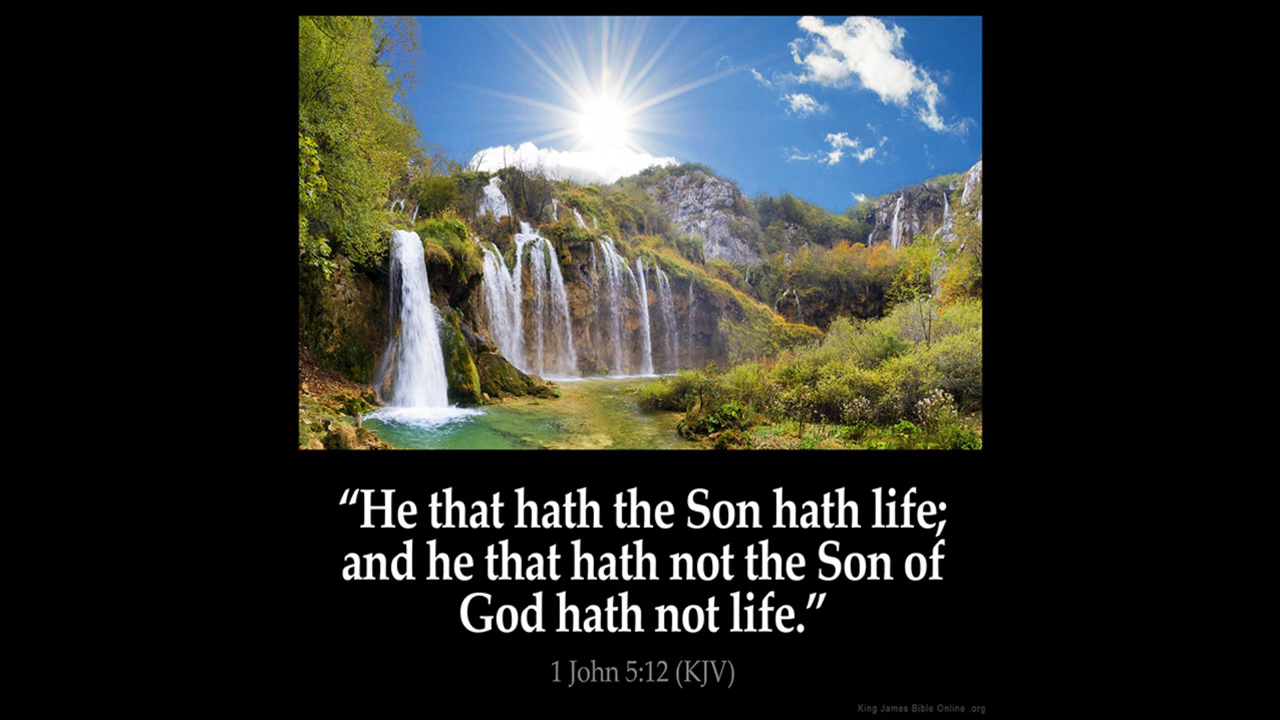 “He that hath the Son hath life;
and he that hath not the Son of
God hath not life.”
1 John 5:12 (KJV)
King James Bible Online .org